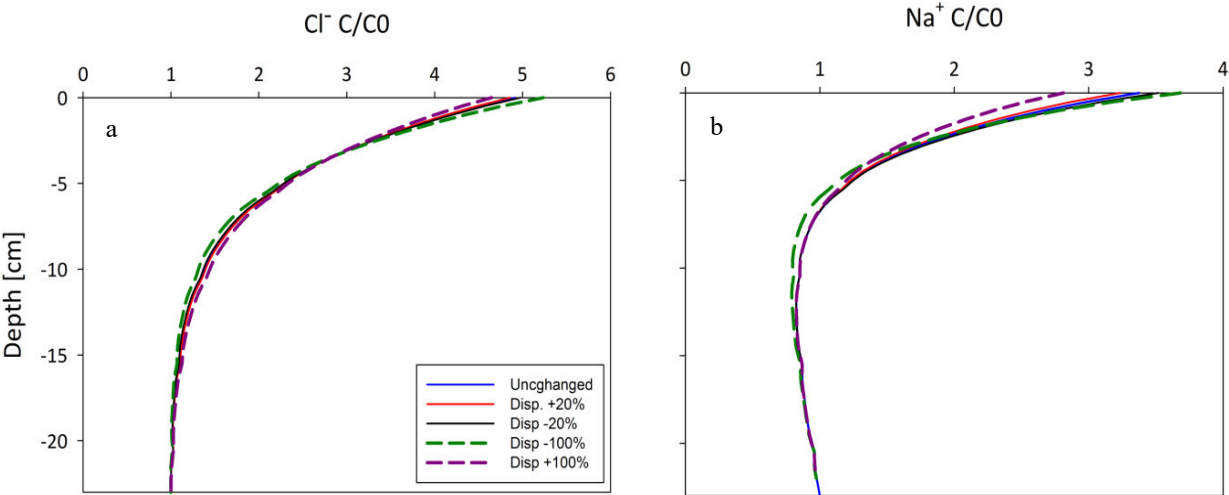 Cl⁻ C/C0
0 1 2 3 4 5 6
a
Depth [cm]
0
-5
-10
-15
-20
Uncghanged
Disp. +20%
Disp -20%
Disp -100%
Disp +100%
Na⁺ C/C0
0 1 2 3 4
b